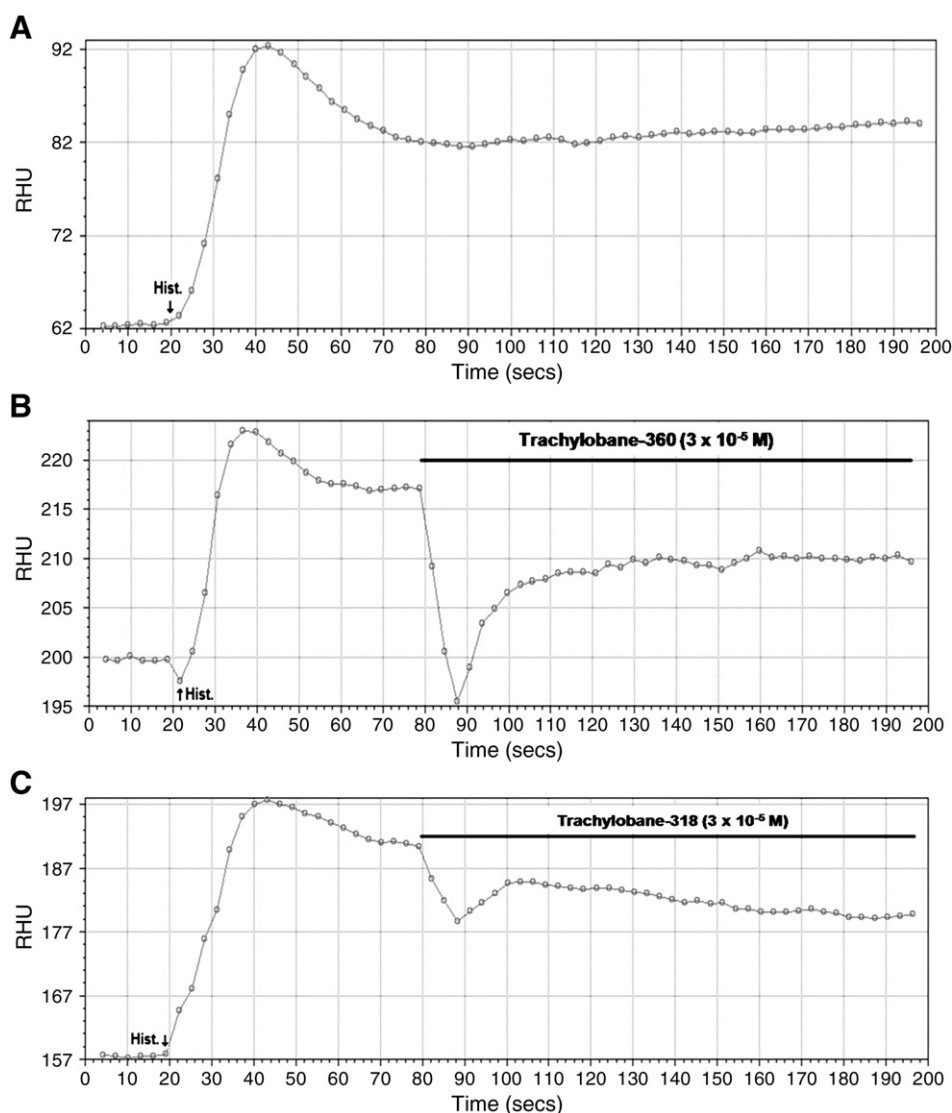 A
92
82
72
62
RHU
Hist.
0 10 20 30 40 50 60 70 80 90 100 110 120 130 140 150 160 170 180 190 200
Time (secs)
B
Trachylobane-360 (3 x 10⁻⁵ M)
220
215
210
205
200
195
RHU
Hist.
0 10 20 30 40 50 60 70 80 90 100 110 120 130 140 150 160 170 180 190 200
Time (secs)
C
197
187
177
167
157
RHU
Trachylobane-318 (3 x 10⁻⁵ M)
Hist.
0 10 20 30 40 50 60 70 80 90 100 110 120 130 140 150 160 170 180 190 200
Time (secs)